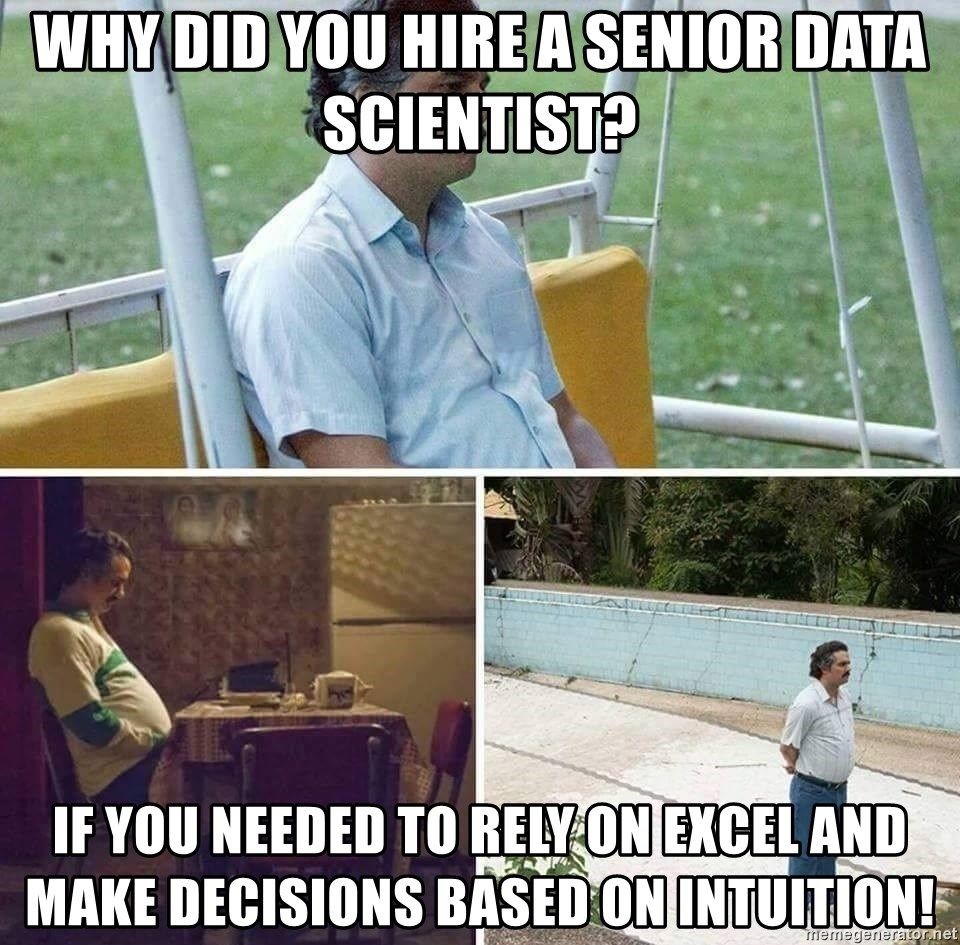 WHY DID YOU HIRE A SENIOR DATA
SCIENTIST?
IF YOU NEEDED TO RELY ON EXCEL AND
MAKE DECISIONS BASED ON INTUITION!
memegenerator.net